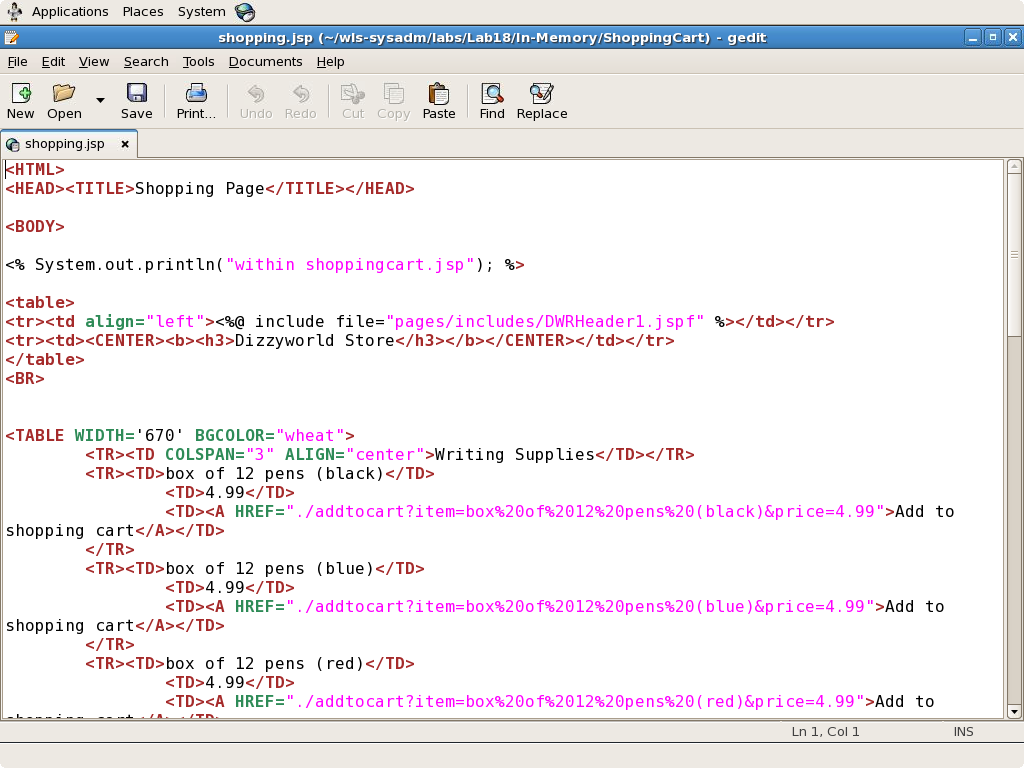 Applications Places System
shopping.jsp (~/wls-sysadm/labs/Lab18/In-Memory/ShoppingCart) - gedit
File Edit View Search Tools Documents Help
New Open Save Print... Undo Redo Cut Copy Paste Find Replace
shopping.jsp
<HTML>
<HEAD><TITLE>Shopping Page</TITLE></HEAD>
<BODY>
<% System.out.println("within shoppingcart.jsp"); %>
<table>
<tr><td align="left"><%@ include file="pages/includes/DWRHeader1.jspf" %></td></tr>
<tr><td><CENTER><b><h3>Dizzyworld Store</h3></b></CENTER></td></tr>
</table>
<BR>
<TABLE WIDTH='670' BGCOLOR="wheat">
<TR><TD COLSPAN="3" ALIGN="center">Writing Supplies</TD></TR>
<TR><TD>box of 12 pens (black)</TD>
<TD>4.99</TD>
<TD><A HREF="./addtocart?item=box%20of%2012%20pens%20(black)&price=4.99">Add to
shopping cart</A></TD>
</TR>
<TR><TD>box of 12 pens (blue)</TD>
<TD>4.99</TD>
<TD><A HREF="./addtocart?item=box%20of%2012%20pens%20(blue)&price=4.99">Add to
shopping cart</A></TD>
</TR>
<TR><TD>box of 12 pens (red)</TD>
<TD>4.99</TD>
<TD><A HREF="./addtocart?item=box%20of%2012%20pens%20(red)&price=4.99">Add to
shopping cart</A></TD>
Ln 1, Col 1 INS